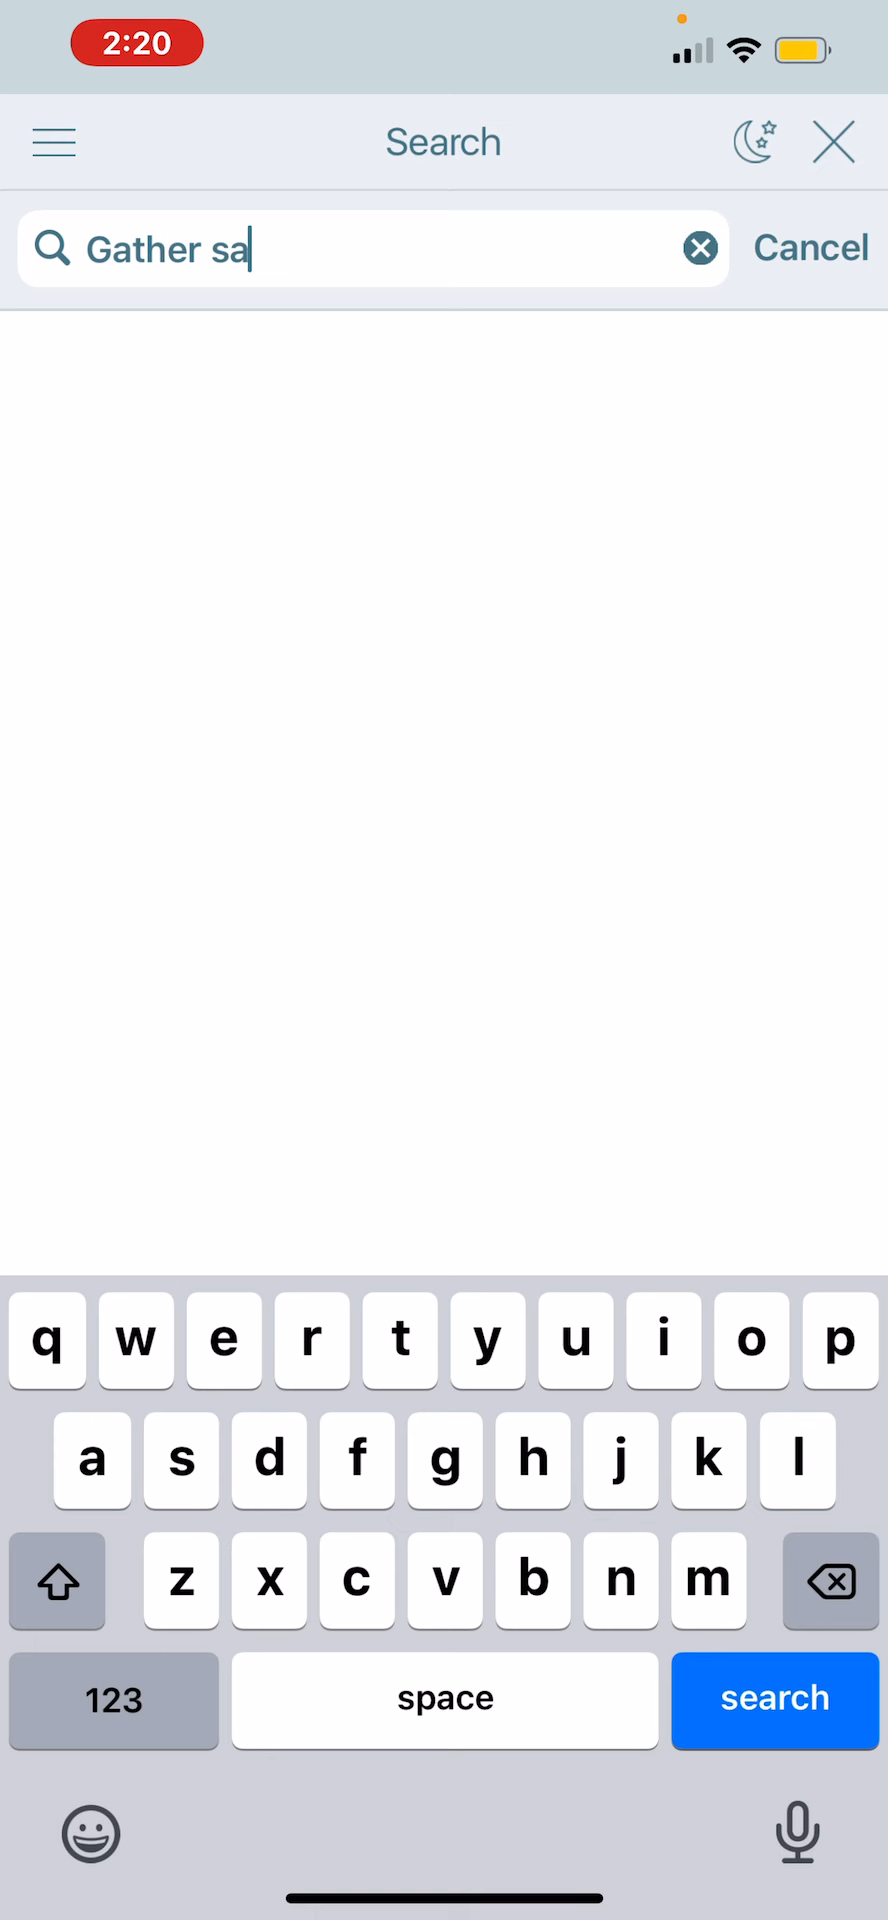 2:20
Search
Gather sa
Cancel
q w e r t y u i o p
a s d f g h j k l
z x c v b n m
123 space search